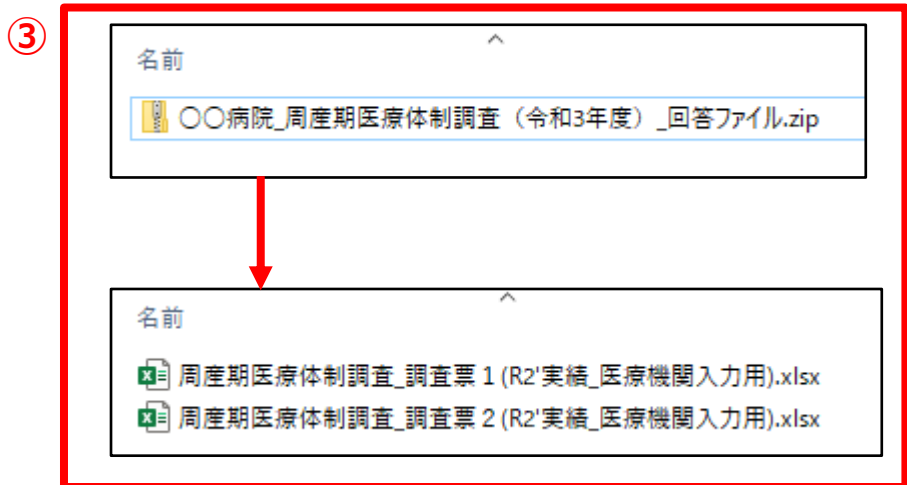 ③
名前
〇〇病院_周産期医療体制調査（令和3年度）_回答ファイル.zip
名前
周産期医療体制調査_調査票１(R2'実績_医療機関入力用).xlsx
周産期医療体制調査_調査票２(R2'実績_医療機関入力用).xlsx